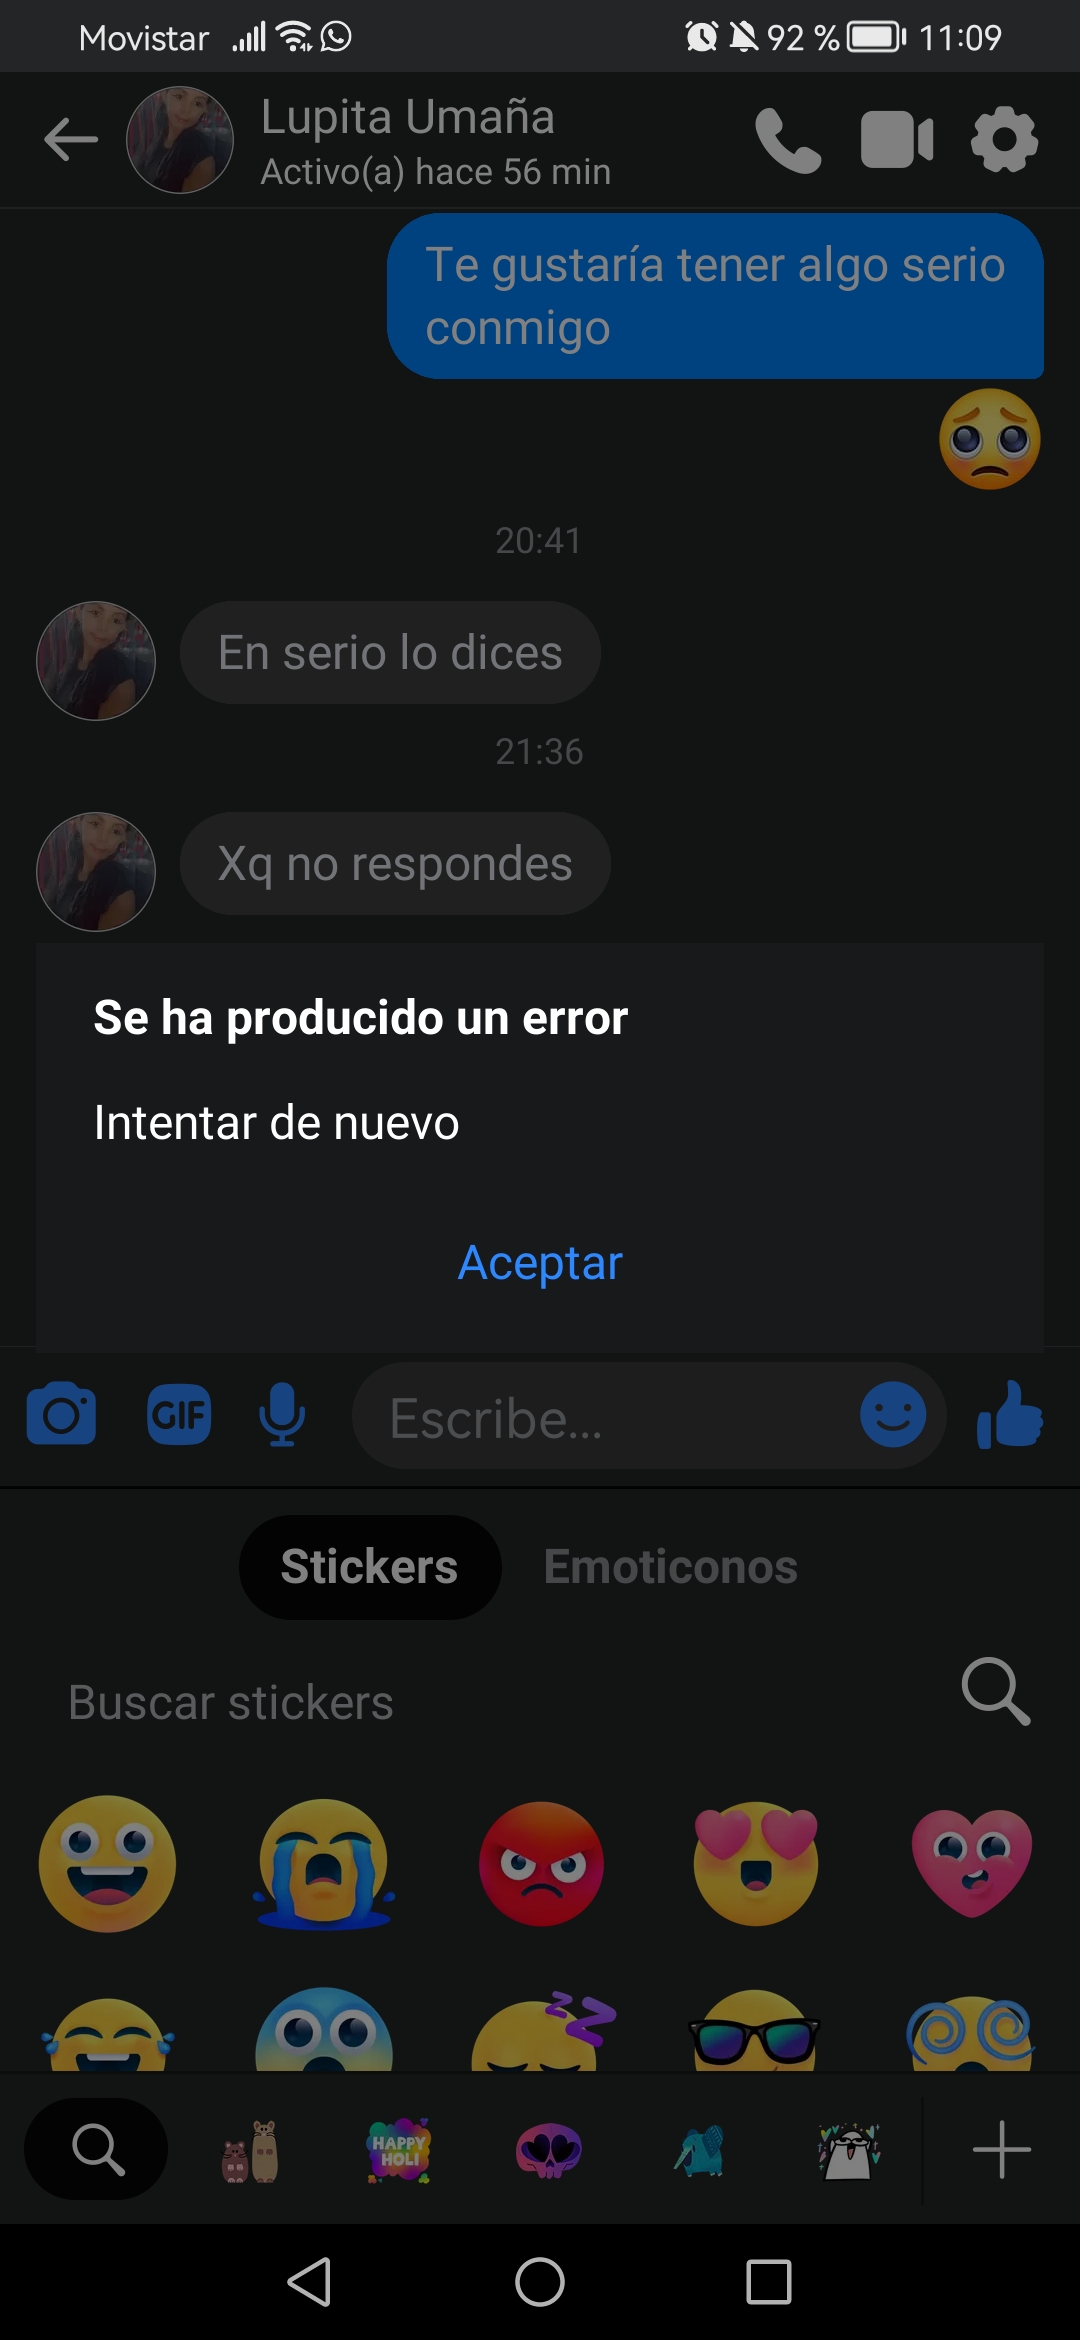 Movistar 92 % 11:09
Lupita Umaña
Activo(a) hace 56 min
Te gustaría tener algo serio
conmigo
20:41
En serio lo dices
21:36
Xq no respondes
Se ha producido un error
Intentar de nuevo
Aceptar
GIF
Escribe...
Stickers
Emoticonos
Buscar stickers
HAPPY
HOLI